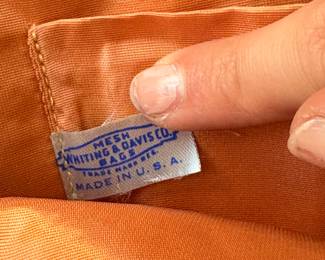 MESH
WHITING & DAVIS CO.
BAGS
TRADE MARK REG.
MADE IN U.S.A.